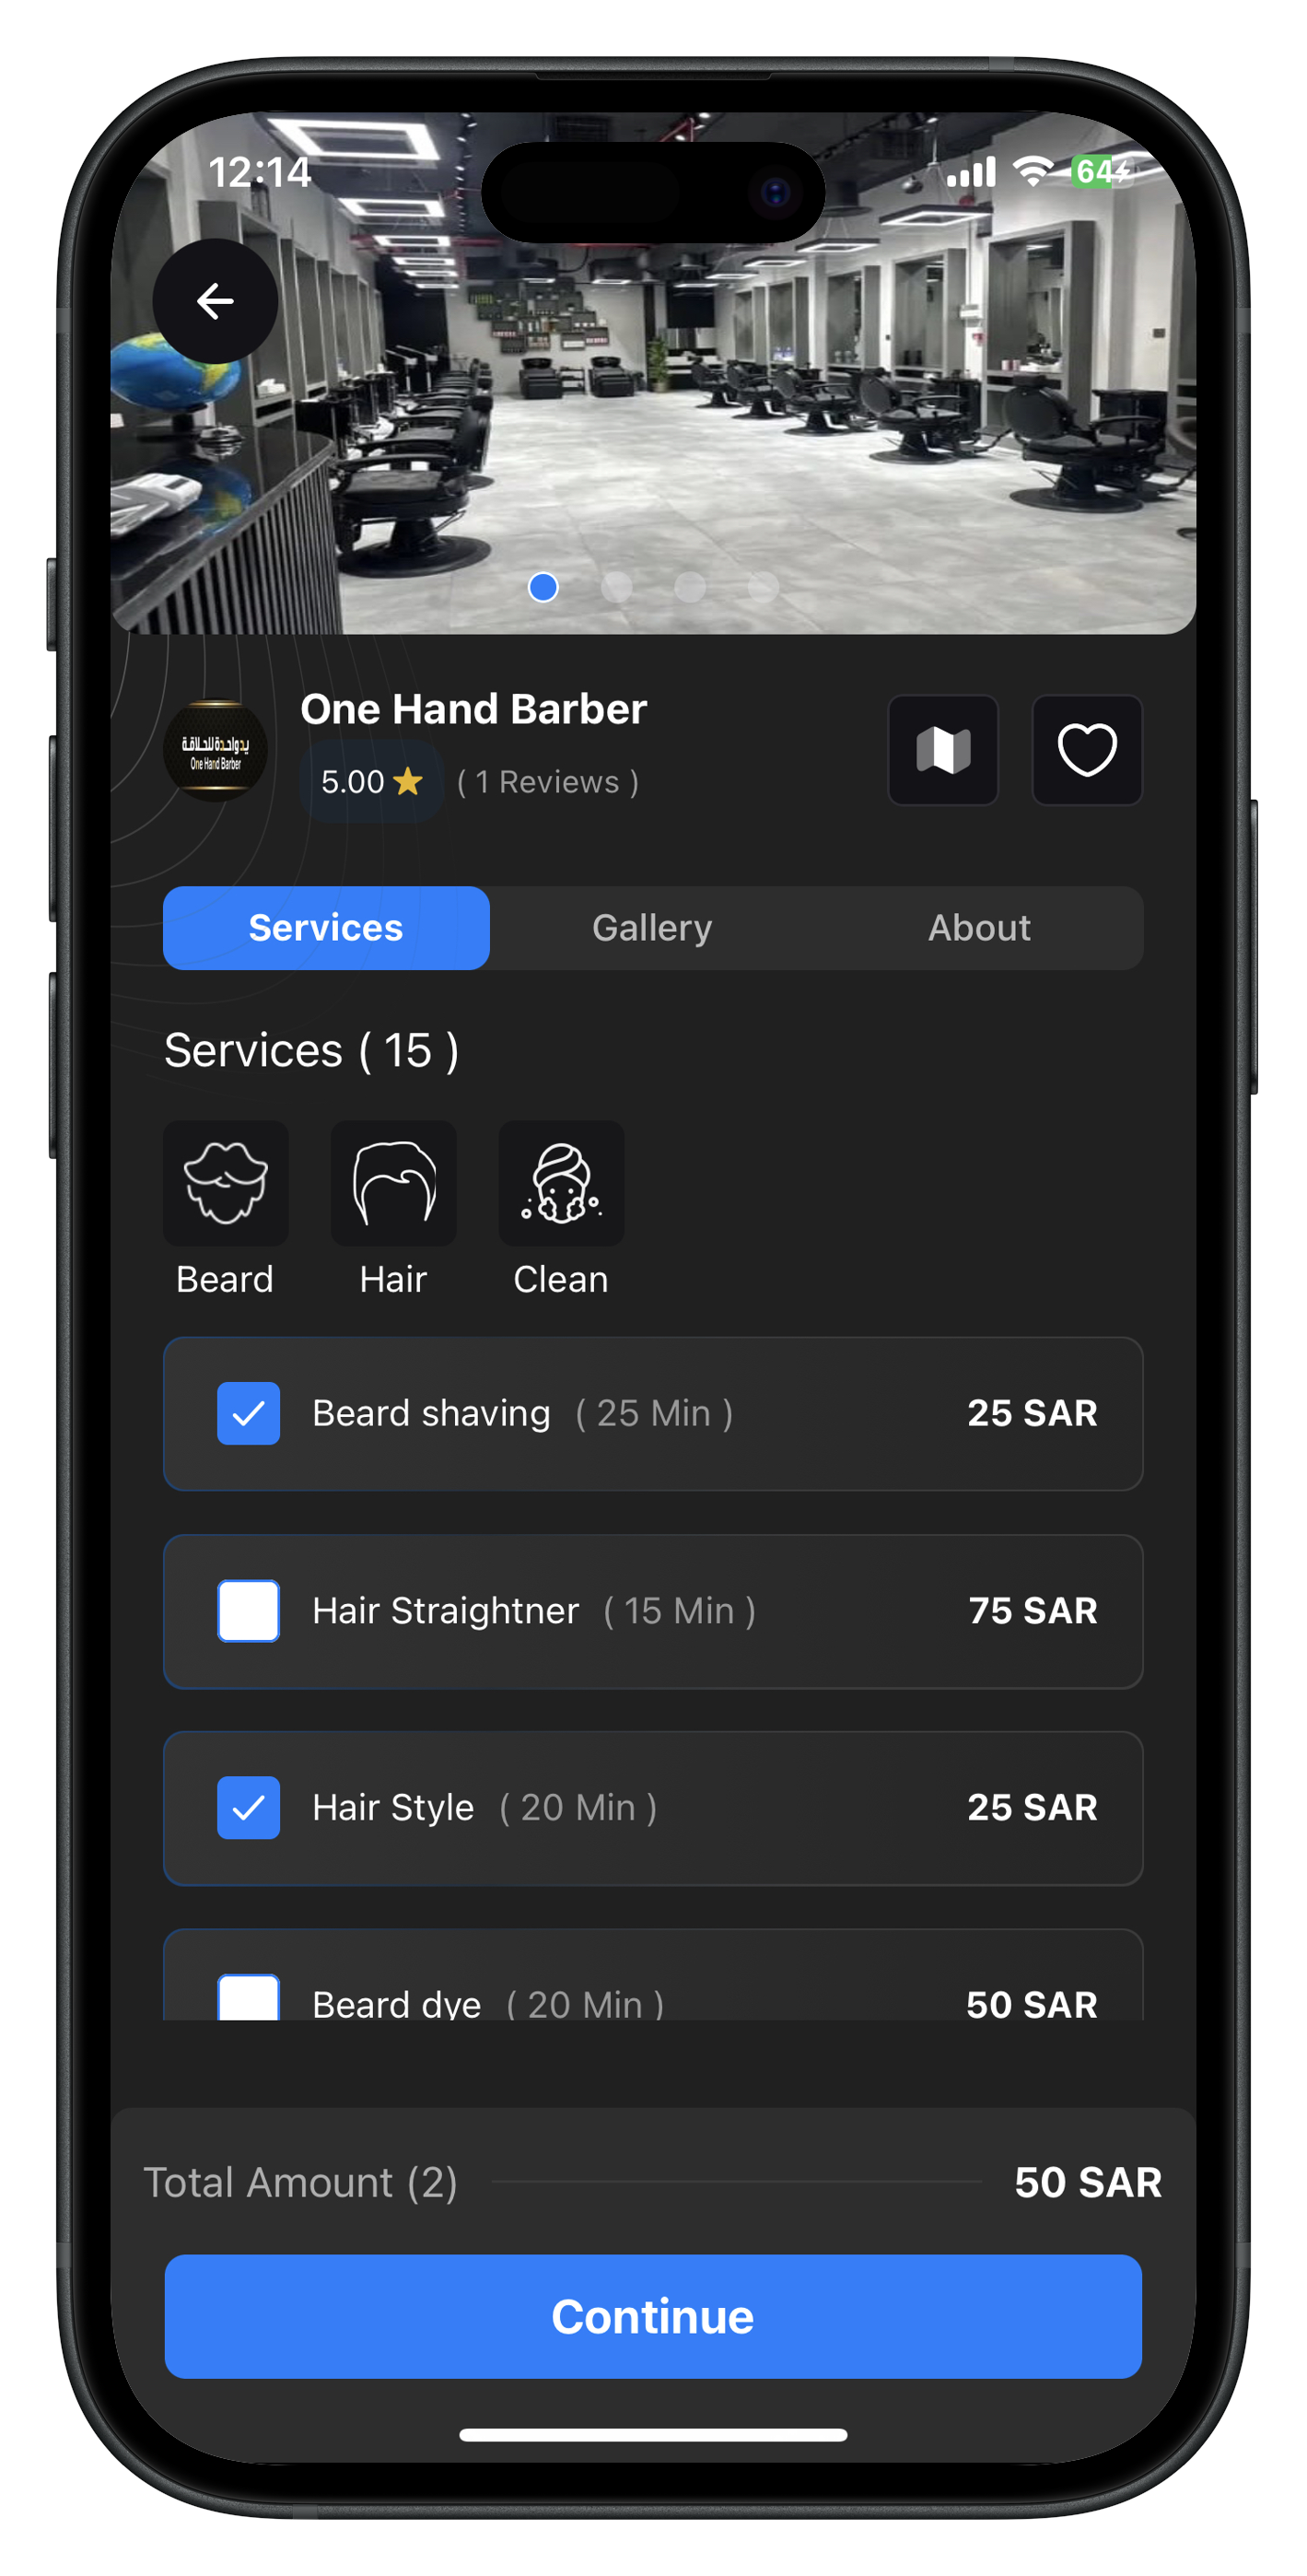 12:14
64
One Hand Barber
يد واحدة للحلاقة
One Hand Barber
5.00 ( 1 Reviews )
Services Gallery About
Services ( 15 )
Beard Hair Clean
Beard shaving ( 25 Min ) 25 SAR
Hair Straightner ( 15 Min ) 75 SAR
Hair Style ( 20 Min ) 25 SAR
Beard dye ( 20 Min ) 50 SAR
Total Amount (2) 50 SAR
Continue